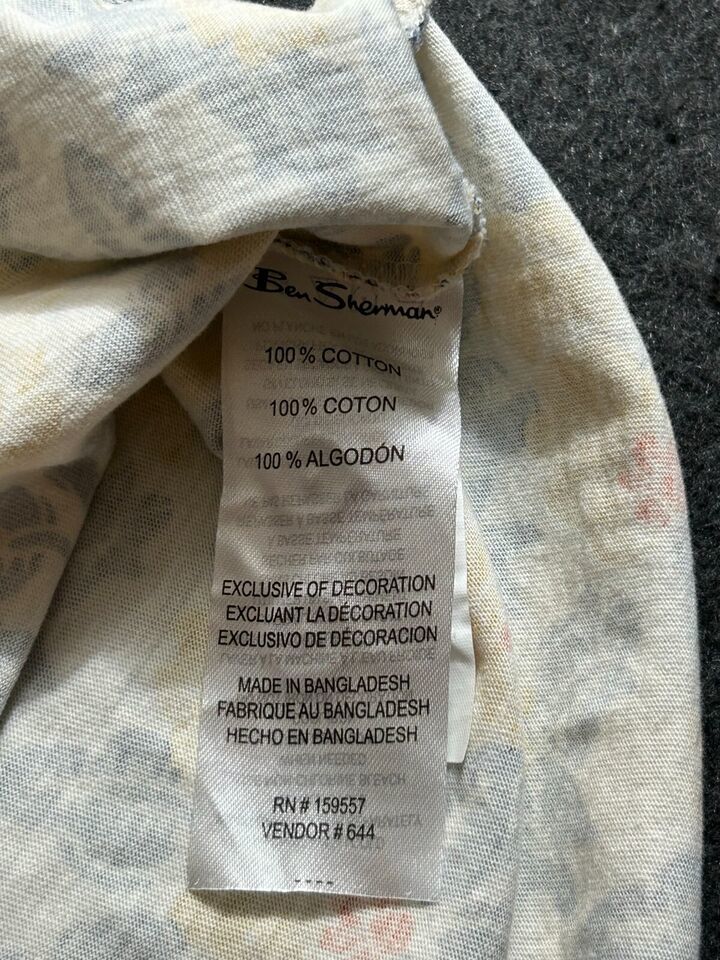 Ben Sherman®
100% COTTON
100% COTON
100% ALGODÓN
EXCLUSIVE OF DECORATION
EXCLUANT LA DÉCORATION
EXCLUSIVO DE DECORACION
MADE IN BANGLADESH
FABRIQUE AU BANGLADESH
HECHO EN BANGLADESH
RN # 159557
VENDOR # 644